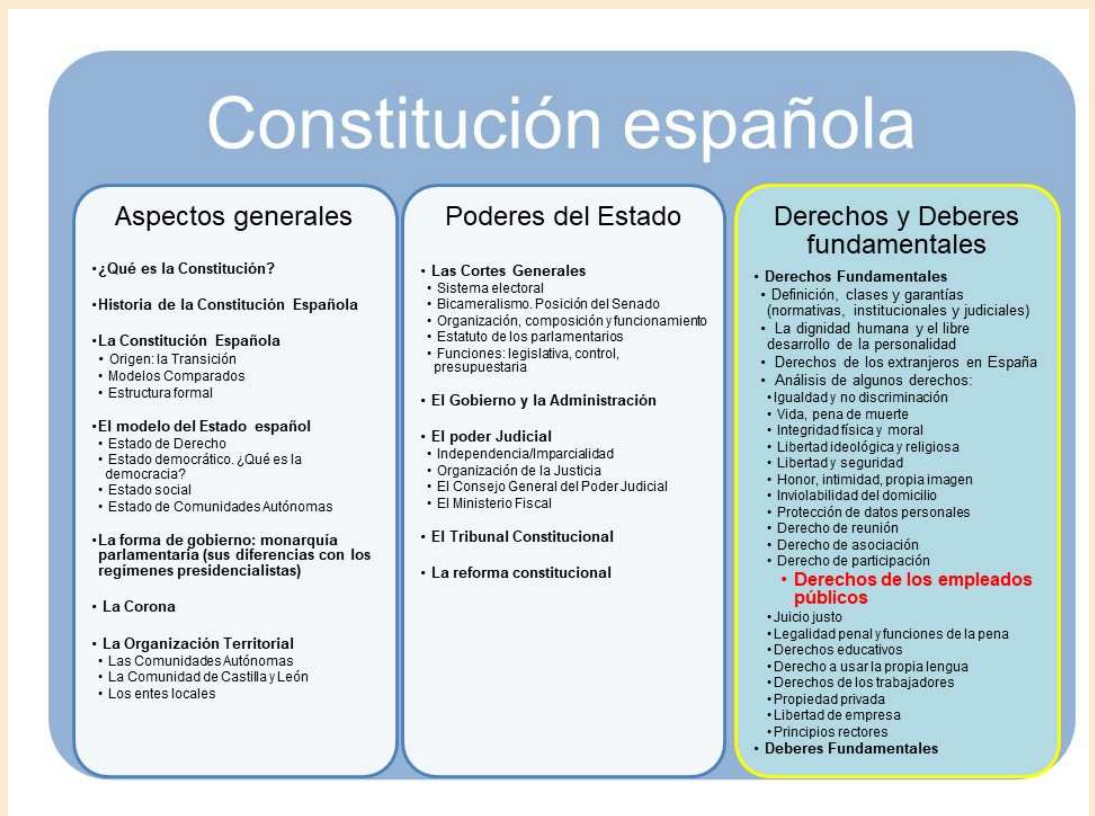 Constitución española
Aspectos generales
•¿Qué es la Constitución?
•Historia de la Constitución Española
•La Constitución Española
• Origen: la Transición
• Modelos Comparados
• Estructura formal
•El modelo del Estado español
• Estado de Derecho
• Estado democrático. ¿Qué es la
democracia?
• Estado social
• Estado de Comunidades Autónomas
•La forma de gobierno: monarquía
parlamentaria (sus diferencias con los
regímenes presidencialistas)
• La Corona
• La Organización Territorial
• Las Comunidades Autónomas
• La Comunidad de Castilla y León
• Los entes locales
Poderes del Estado
• Las Cortes Generales
• Sistema electoral
• Bicameralismo. Posición del Senado
• Organización, composición y funcionamiento
• Estatuto de los parlamentarios
• Funciones: legislativa, control,
presupuestaria
• El Gobierno y la Administración
• El poder Judicial
• Independencia/Imparcialidad
• Organización de la Justicia
• El Consejo General del Poder Judicial
• El Ministerio Fiscal
• El Tribunal Constitucional
• La reforma constitucional
Derechos y Deberes
fundamentales
• Derechos Fundamentales
• Definición, clases y garantías
(normativas, institucionales y judiciales)
• La dignidad humana y el libre
desarrollo de la personalidad
• Derechos de los extranjeros en España
• Análisis de algunos derechos:
•Igualdad y no discriminación
• Vida, pena de muerte
• Integridad física y moral
• Libertad ideológica y religiosa
• Libertad y seguridad
• Honor, intimidad, propia imagen
• Inviolabilidad del domicilio
• Protección de datos personales
• Derecho de reunión
• Derecho de asociación
• Derecho de participación
• Derechos de los empleados
públicos
•Juicio justo
•Legalidad penal y funciones de la pena
•Derechos educativos
•Derecho a usar la propia lengua
•Derechos de los trabajadores
•Propiedad privada
•Libertad de empresa
•Principios rectores
• Deberes Fundamentales